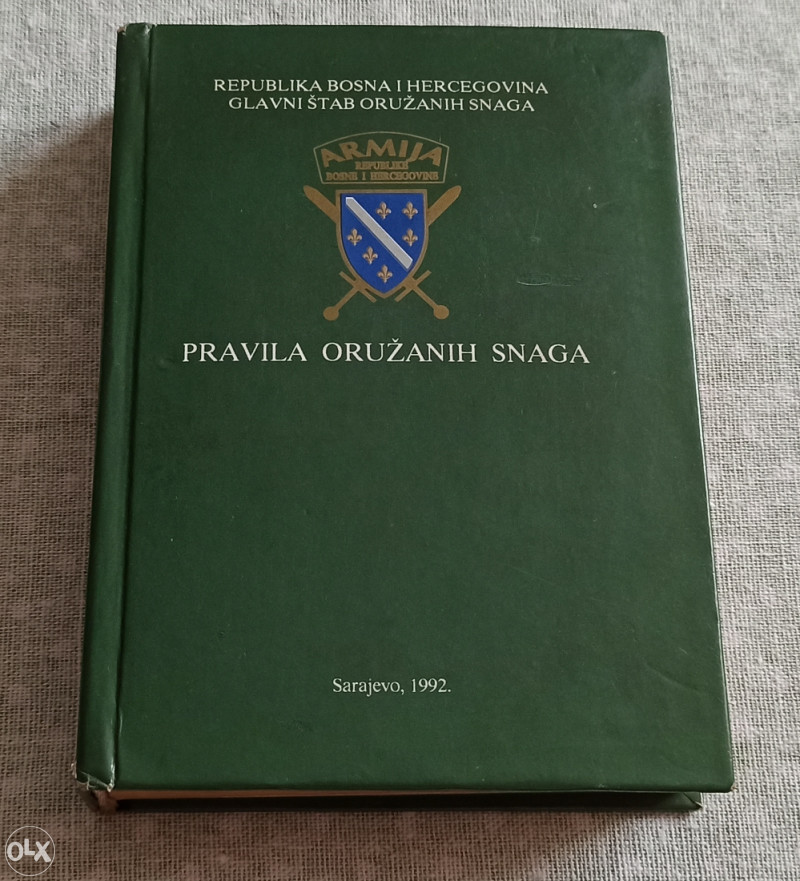 REPUBLIKA BOSNA I HERCEGOVINA
GLAVNI ŠTAB ORUŽANIH SNAGA
ARMIJA
REPUBLIKE
BOSNE I HERCEGOVINE
PRAVILA ORUŽANIH SNAGA
Sarajevo, 1992.
OLX